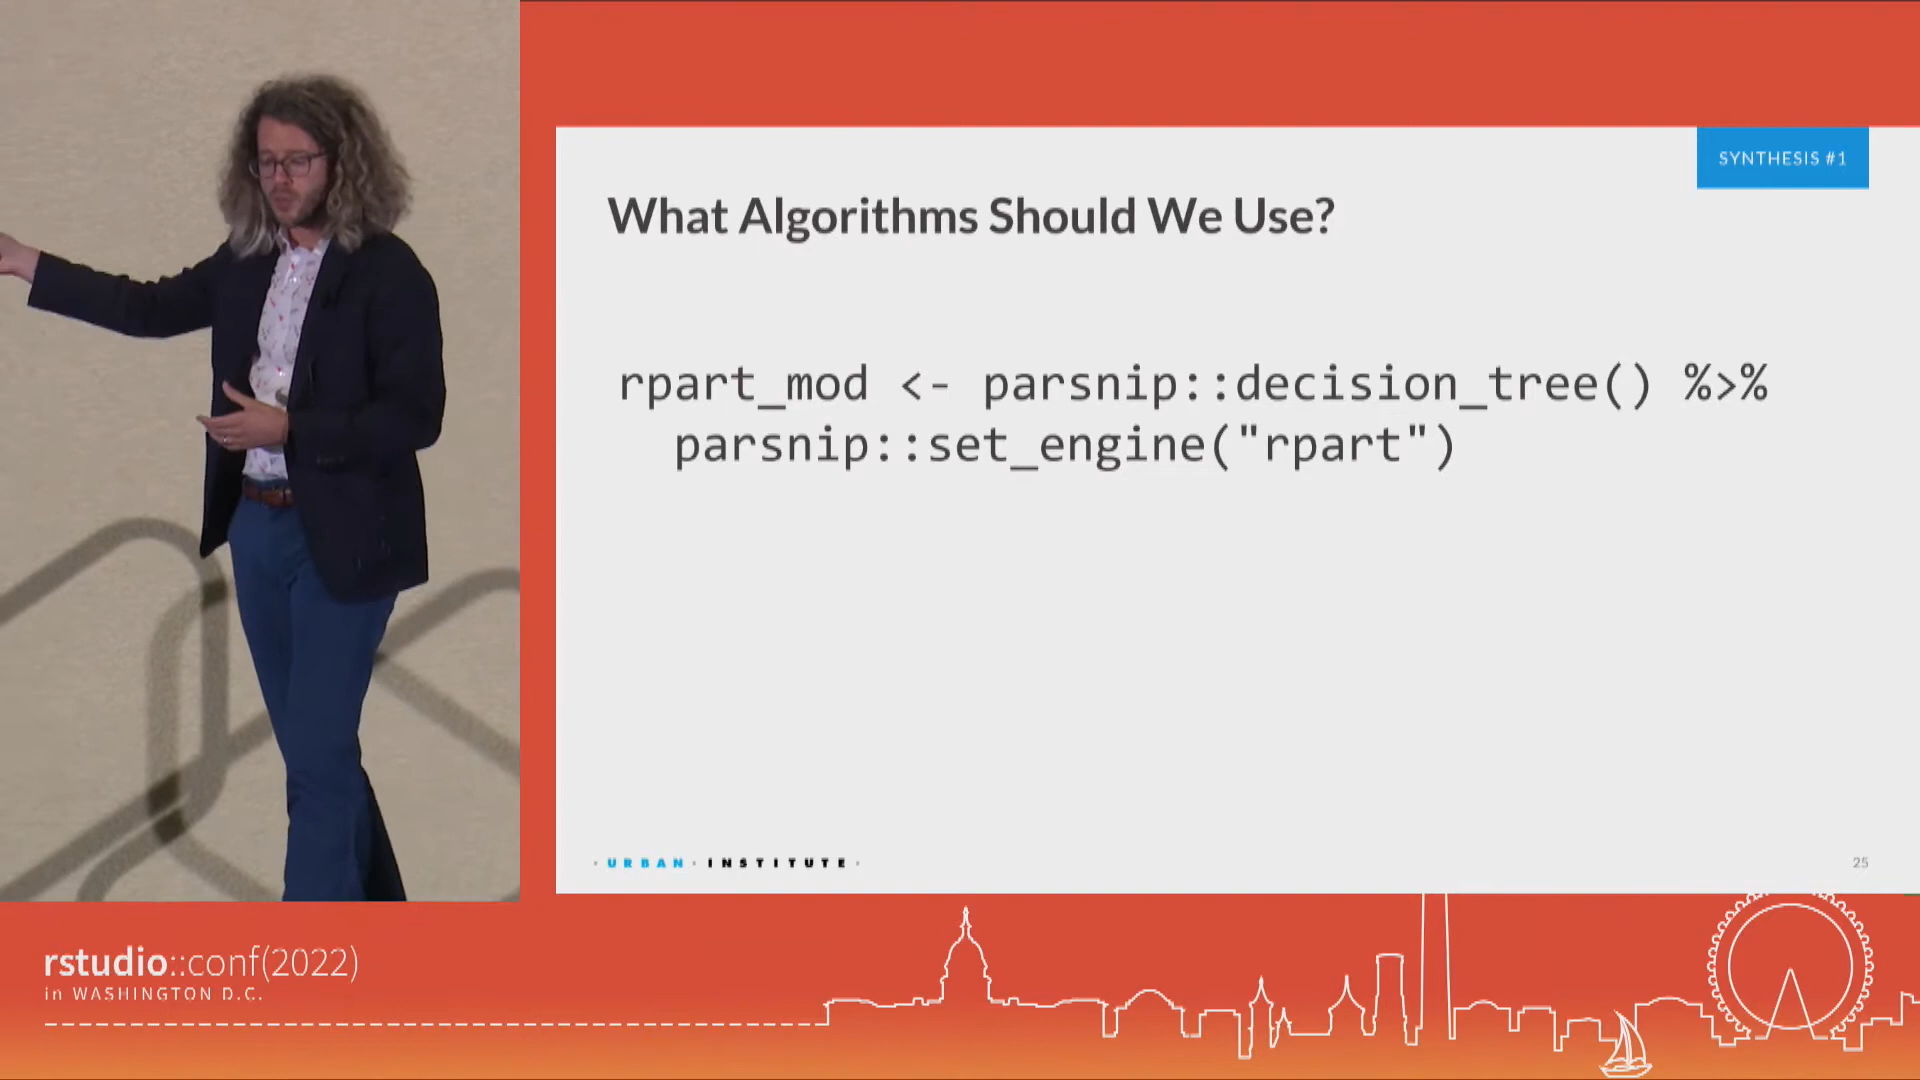 SYNTHESIS #1
What Algorithms Should We Use?
rpart_mod <- parsnip::decision_tree() %>%
parsnip::set_engine("rpart")
· URBAN · INSTITUTE ·
25
rstudio::conf(2022)
in WASHINGTON D.C.